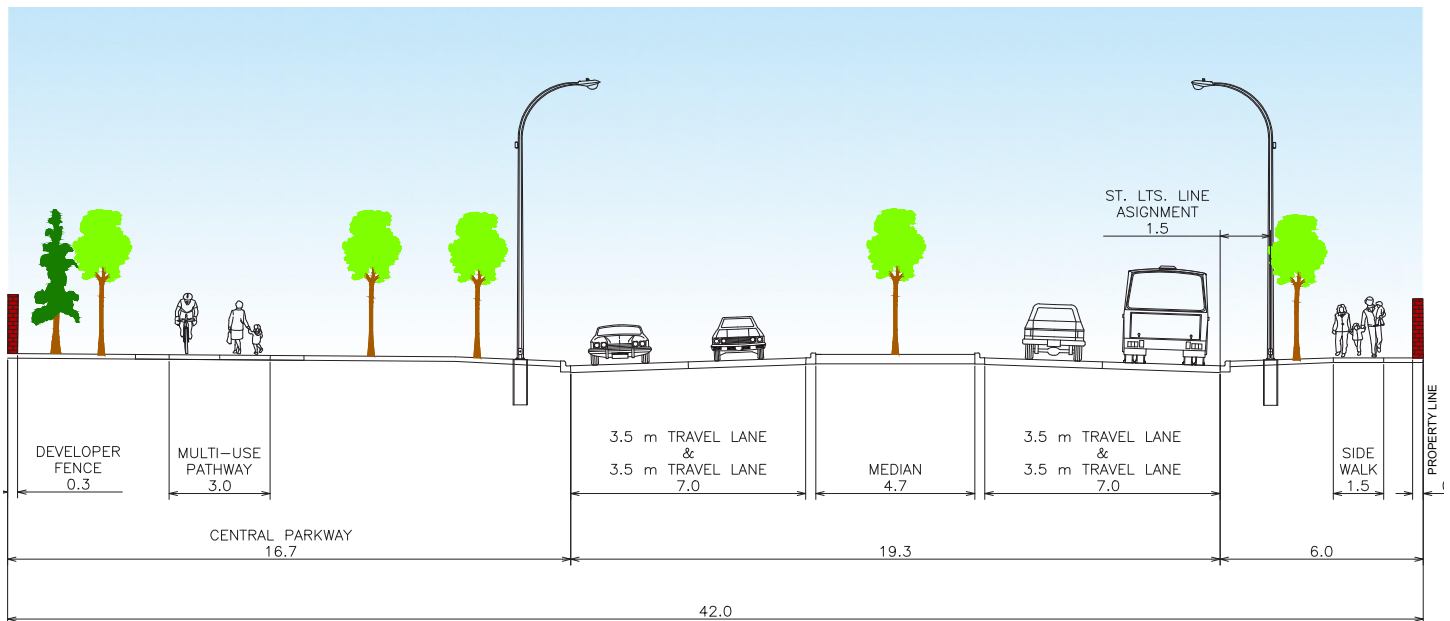 ST. LTS. LINE
ASIGNMENT
1.5
DEVELOPER
FENCE
0.3
MULTI-USE
PATHWAY
3.0
3.5 m TRAVEL LANE
&
3.5 m TRAVEL LANE
7.0
MEDIAN
4.7
3.5 m TRAVEL LANE
&
3.5 m TRAVEL LANE
7.0
SIDE
WALK
1.5
PROPERTY LINE
CENTRAL PARKWAY
16.7
19.3
6.0
42.0